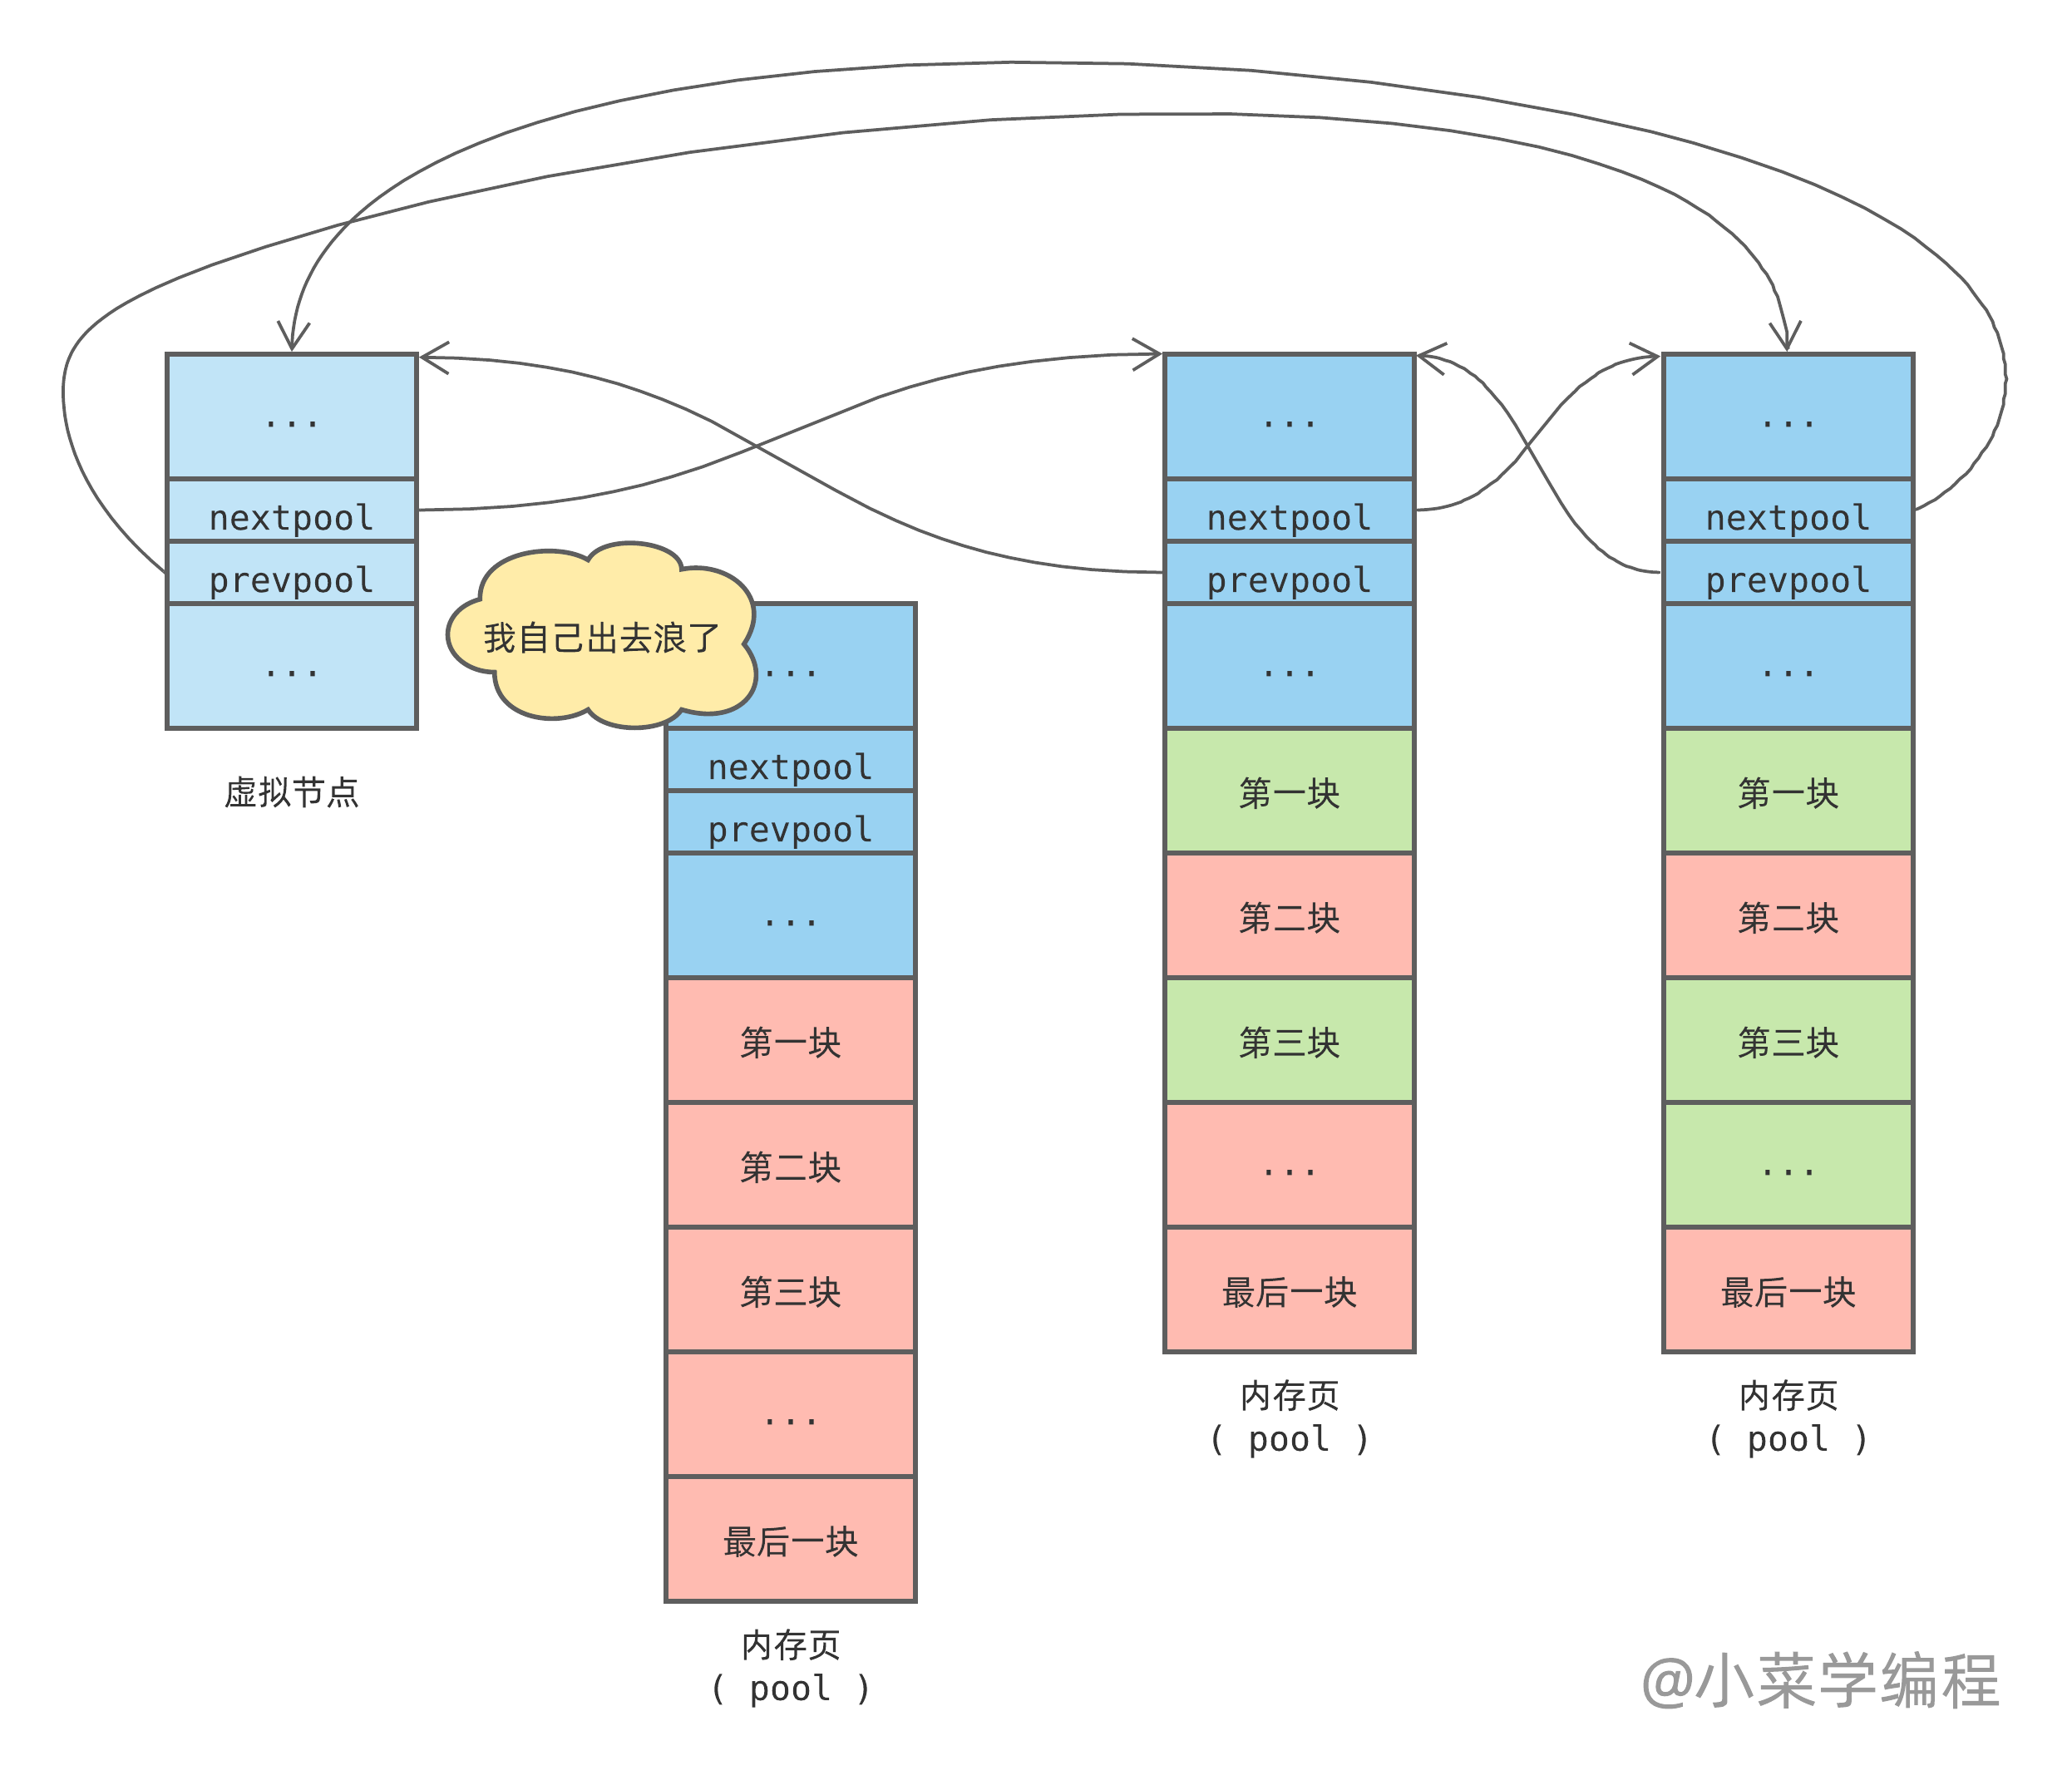 ...
nextpool
prevpool
...
虚拟节点
我自己出去浪了
...
nextpool
prevpool
...
第一块
第二块
第三块
...
最后一块
内存页
( pool )
...
nextpool
prevpool
...
第一块
第二块
第三块
...
最后一块
内存页
( pool )
...
nextpool
prevpool
...
第一块
第二块
第三块
...
最后一块
内存页
( pool )
@小菜学编程